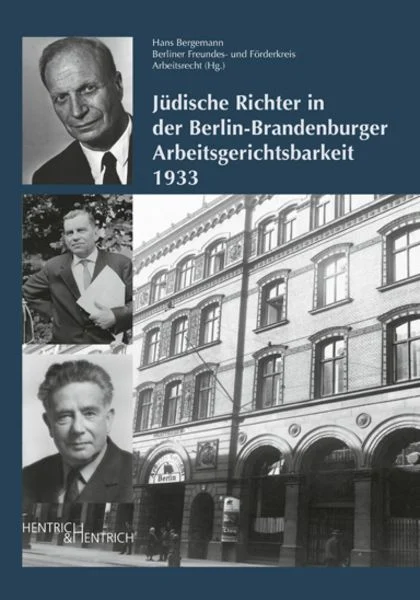 Hans Bergemann
Berliner Freundes- und Förderkreis
Arbeitsrecht (Hg.)
Jüdische Richter in
der Berlin-Brandenburger
Arbeitsgerichtsbarkeit
1933
Berlin
HENTRICH
&HENTRICH